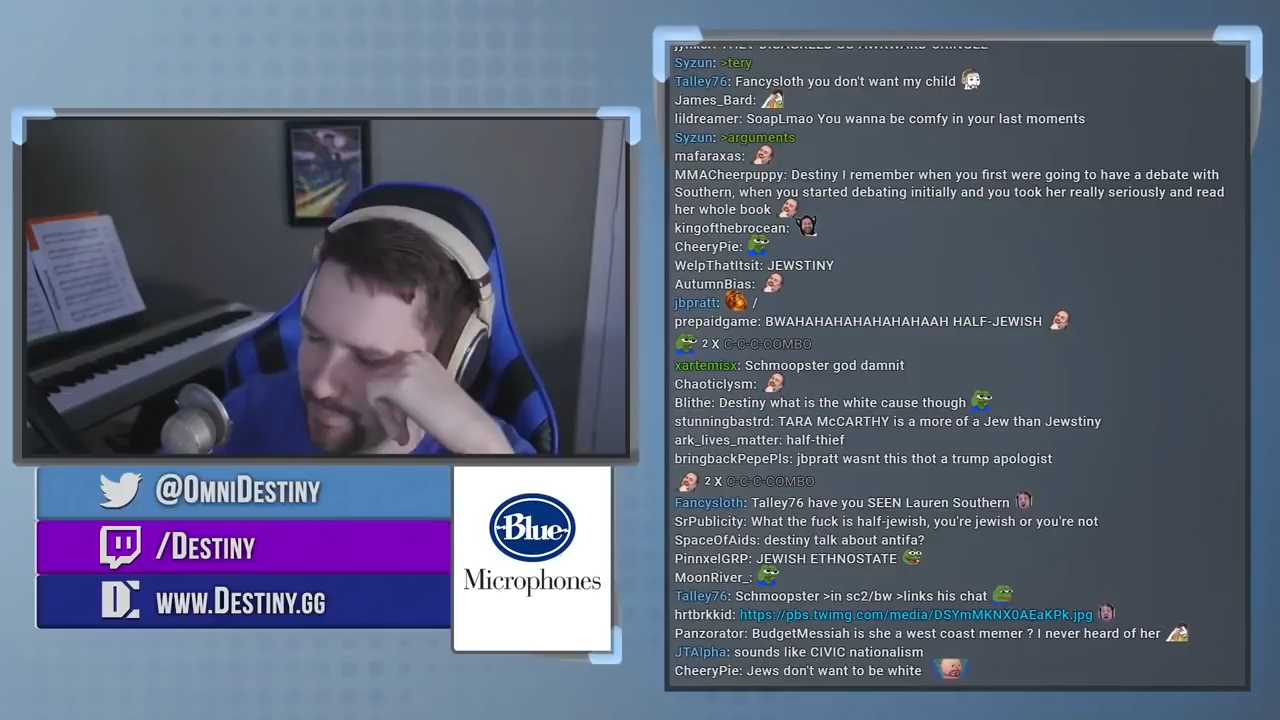 @OMNIDESTINY
/DESTINY
WWW.DESTINY.GG
Blue
Microphones
Syzun: >tery
Talley76: Fancysloth you don't want my child
James_Bard:
lildreamer: SoapLmao You wanna be comfy in your last moments
Syzun: >arguments
mafaraxas:
MMACheerpuppy: Destiny I remember when you first were going to have a debate with
Southern, when you started debating initially and you took her really seriously and read
her whole book
kingofthebrocean:
CheeryPie:
WelpThatItsit: JEWSTINY
AutumnBias:
jbpratt: /
prepaidgame: BWAHAHAHAHAHAHAAH HALF-JEWISH
2 X C-C-C-COMBO
xartemisx: Schmoopster god damnit
Chaoticlysm:
Blithe: Destiny what is the white cause though
stunningbastrd: TARA McCARTHY is a more of a Jew than Jewstiny
ark_lives_matter: half-thief
bringbackPepePls: jbpratt wasnt this thot a trump apologist
2 X C-C-C-COMBO
Fancysloth: Talley76 have you SEEN Lauren Southern
SrPublicity: What the fuck is half-jewish, you're jewish or you're not
SpaceOfAids: destiny talk about antifa?
PinnxelGRP: JEWISH ETHNOSTATE
MoonRiver_:
Talley76: Schmoopster >in sc2/bw >links his chat
hrtbrkkid: https://pbs.twimg.com/media/DSYmMKNX0AEaKPk.jpg
Panzorator: BudgetMessiah is she a west coast memer ? I never heard of her
JTAlpha: sounds like CIVIC nationalism
CheeryPie: Jews don't want to be white